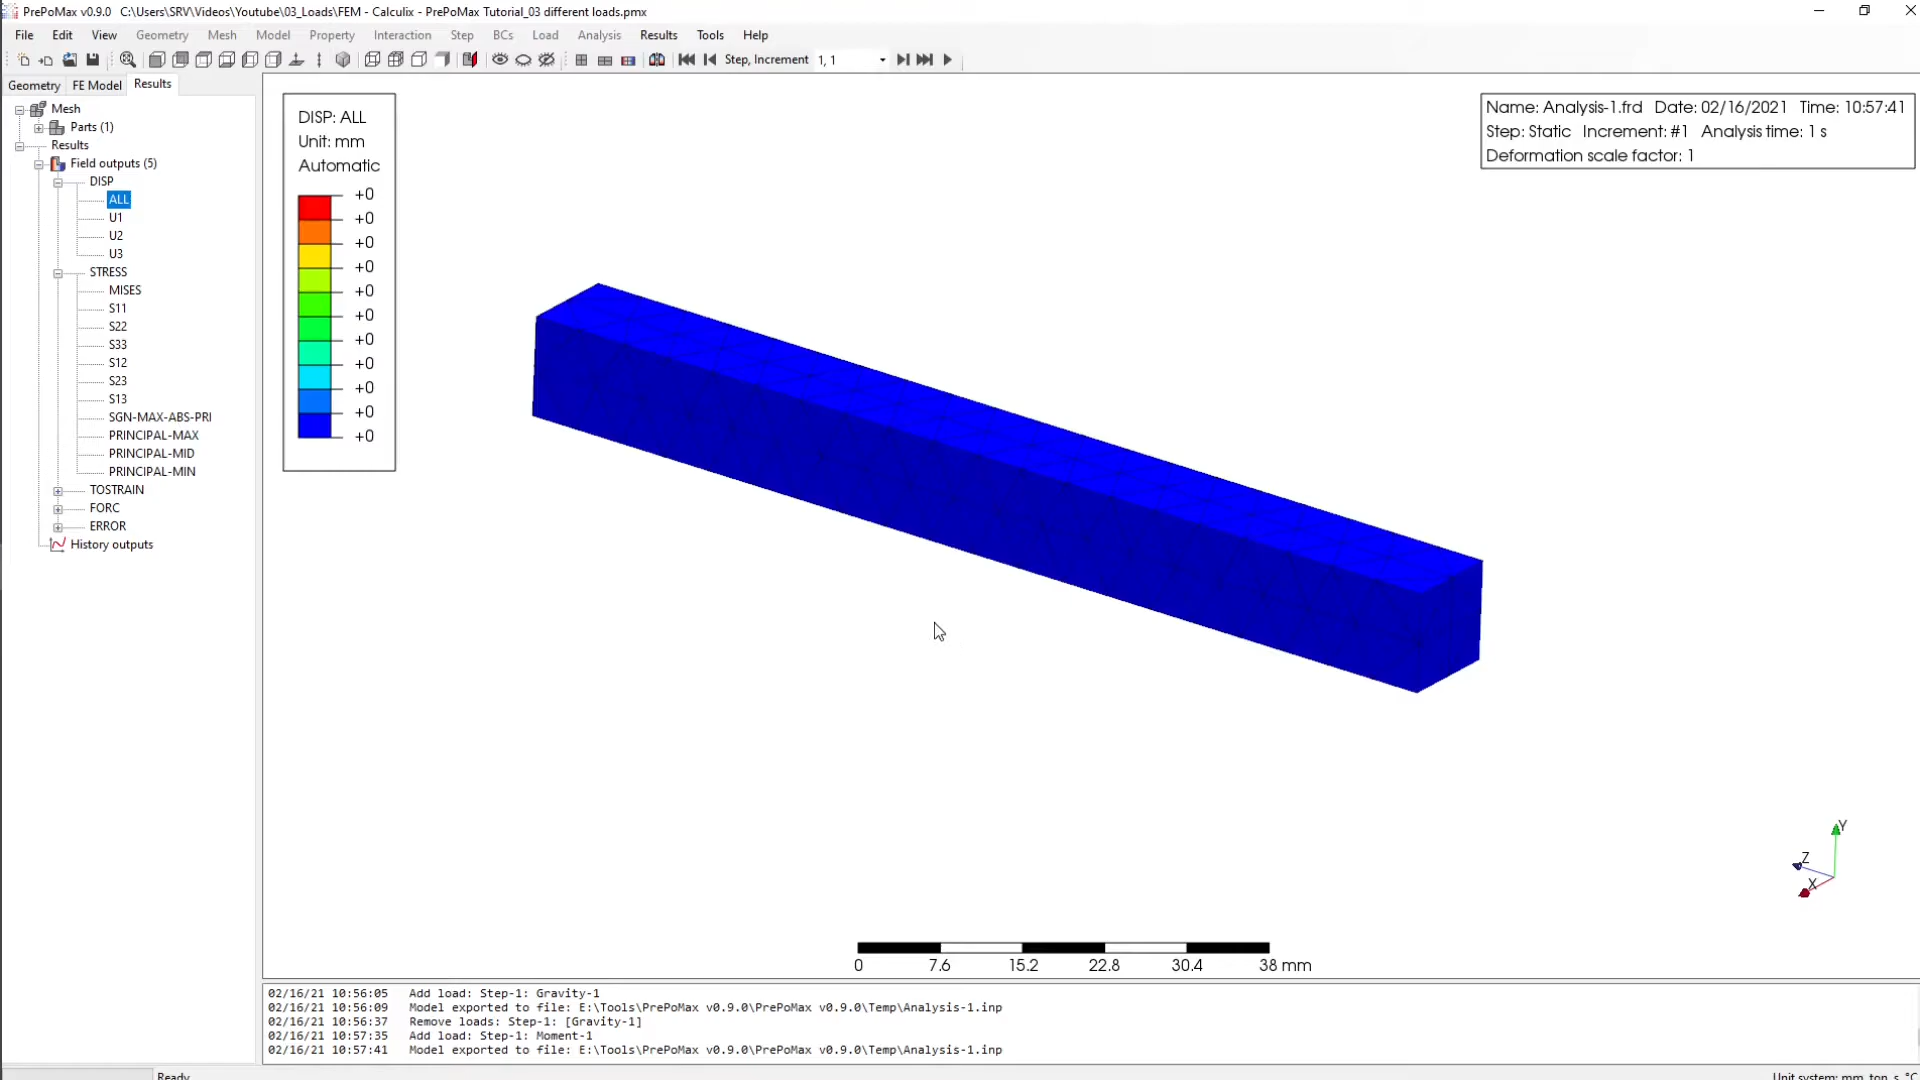 PrePoMax v0.9.0   C:\Users\SRV\Videos\Youtube\03_Loads\FEM - Calculix - PrePoMax Tutorial_03 different loads.pmx
File Edit View Geometry Mesh Model Property Interaction Step BCs Load Analysis Results Tools Help
Step, Increment 1, 1
Geometry FE Model Results
Mesh
Parts (1)
Results
Field outputs (5)
DISP
ALL
U1
U2
U3
STRESS
MISES
S11
S22
S33
S12
S23
S13
SGN-MAX-ABS-PRI
PRINCIPAL-MAX
PRINCIPAL-MID
PRINCIPAL-MIN
TOSTRAIN
FORC
ERROR
History outputs
DISP: ALL
Unit: mm
Automatic
+0
+0
+0
+0
+0
+0
+0
+0
+0
+0
+0
Name: Analysis-1.frd   Date: 02/16/2021   Time: 10:57:41
Step: Static   Increment: #1   Analysis time: 1 s
Deformation scale factor: 1
Y
Z
X
0 7.6 15.2 22.8 30.4 38 mm
02/16/21 10:56:05   Add load: Step-1: Gravity-1
02/16/21 10:56:09   Model exported to file: E:\Tools\PrePoMax v0.9.0\PrePoMax v0.9.0\Temp\Analysis-1.inp
02/16/21 10:56:37   Remove loads: Step-1: [Gravity-1]
02/16/21 10:57:35   Add load: Step-1: Moment-1
02/16/21 10:57:41   Model exported to file: E:\Tools\PrePoMax v0.9.0\PrePoMax v0.9.0\Temp\Analysis-1.inp
Ready
Unit system: mm, ton, s, °C